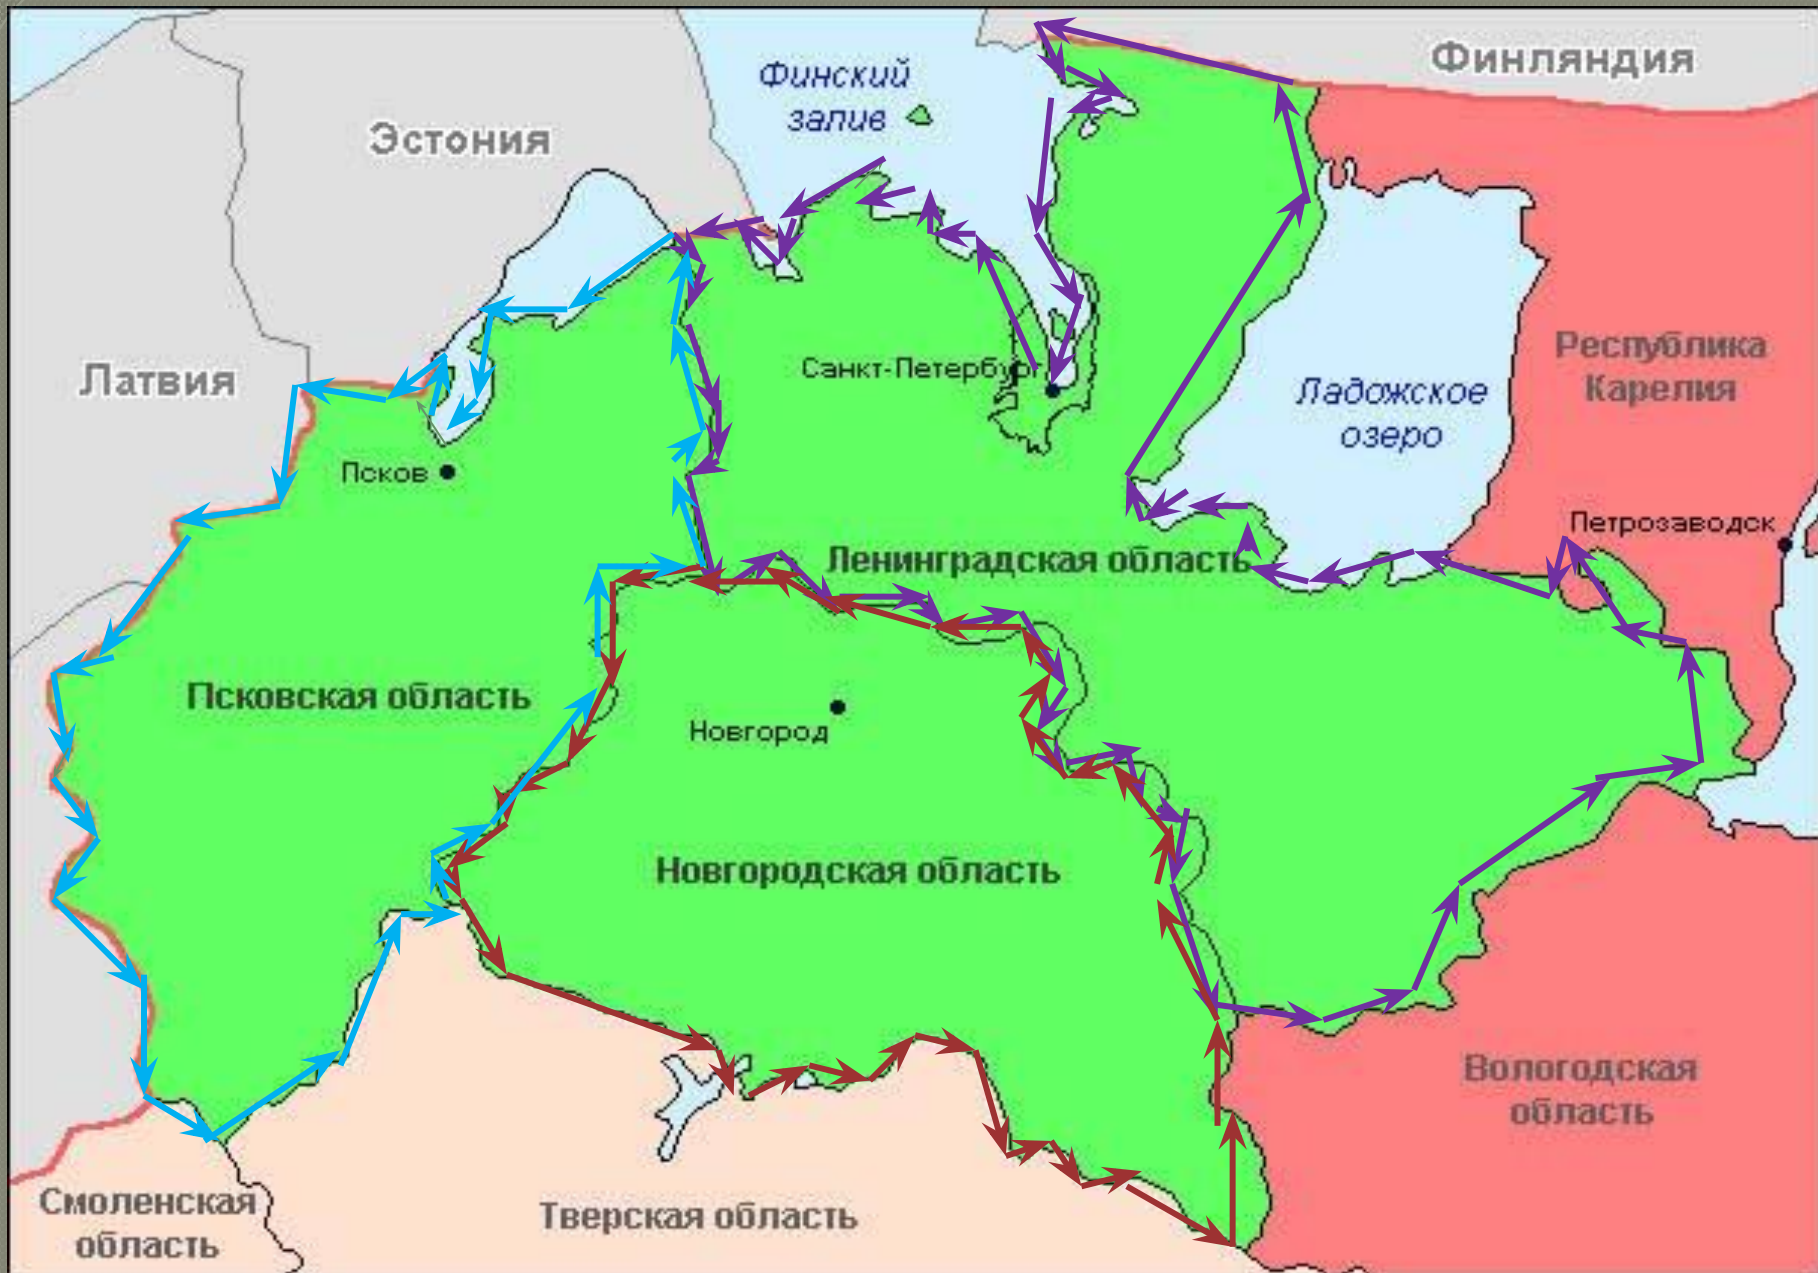 Финляндия
Финский
залив
Эстония
Республика
Карелия
Санкт-Петербург
Латвия
Ладожское
озеро
Псков
Петрозаводск
Ленинградская область
Псковская область
Новгород
Новгородская область
Вологодская
область
Смоленская
область
Тверская область